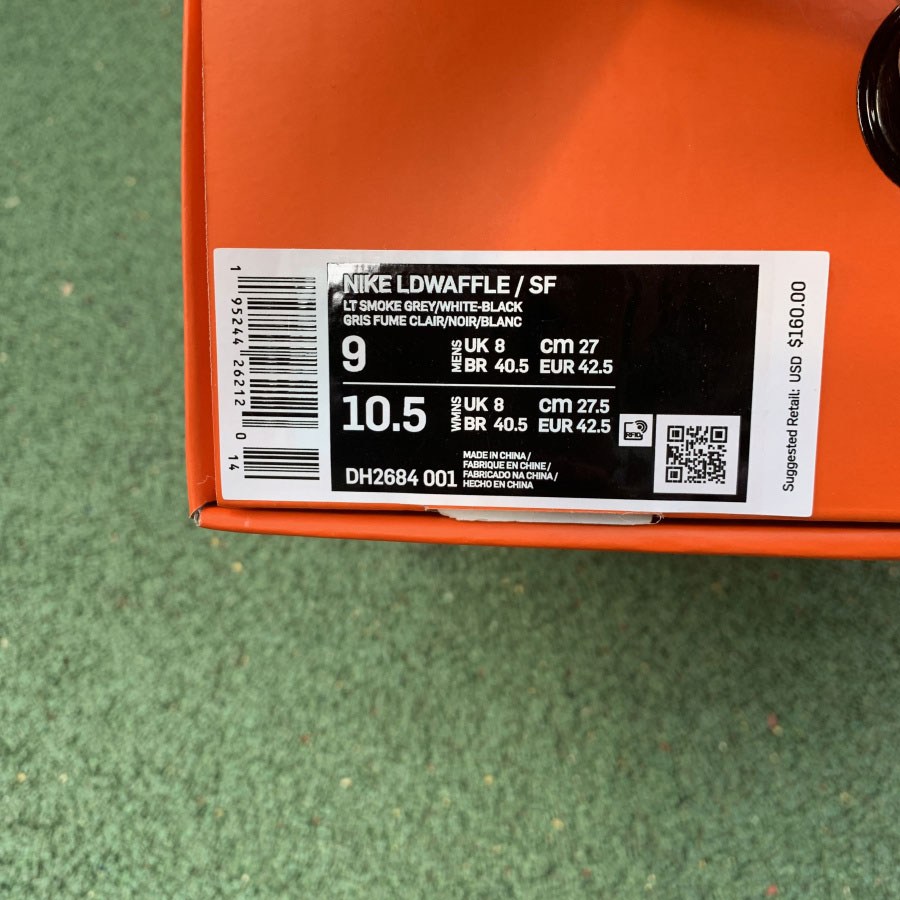 1 95244 26212 0 14
NIKE LDWAFFLE / SF
LT SMOKE GREY/WHITE-BLACK
GRIS FUME CLAIR/NOIR/BLANC
9 MENS UK 8 cm 27
BR 40.5 EUR 42.5
10.5 WMNS UK 8 cm 27.5
BR 40.5 EUR 42.5
RFID
DH2684 001
MADE IN CHINA /
FABRIQUE EN CHINE /
FABRICADO NA CHINA /
HECHO EN CHINA
Suggested Retail: USD $160.00